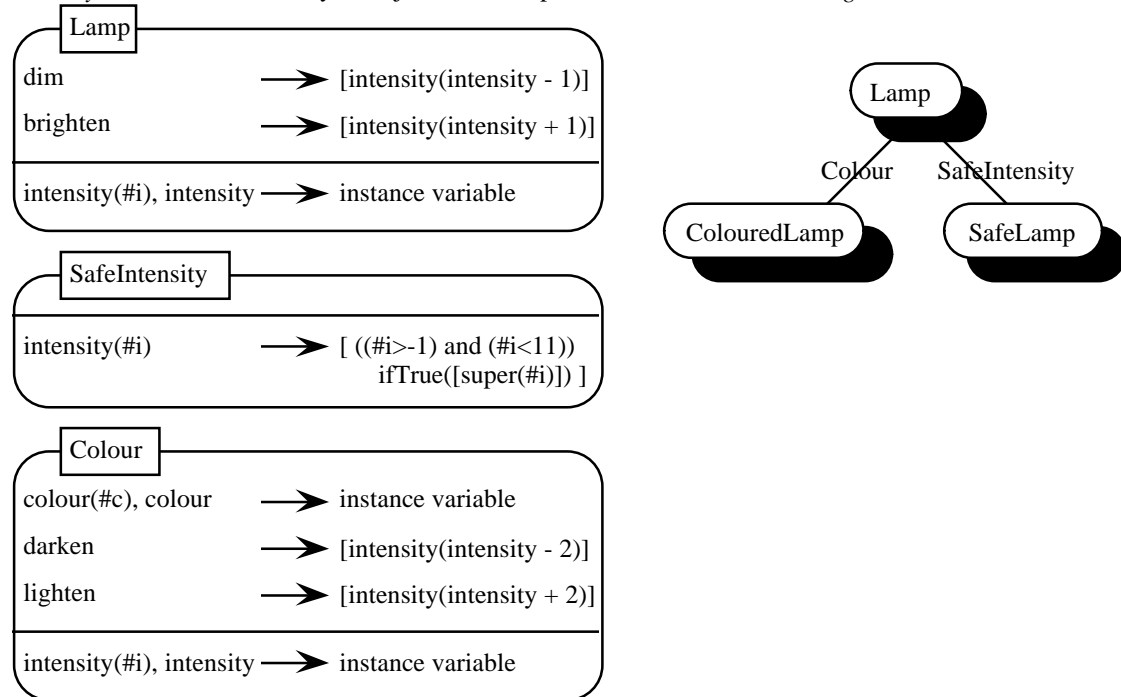 Lamp
dim [intensity(intensity - 1)]
brighten [intensity(intensity + 1)]
intensity(#i), intensity instance variable
SafeIntensity
intensity(#i) [ ((#i>-1) and (#i<11))
ifTrue([super(#i)]) ]
Colour
colour(#c), colour instance variable
darken [intensity(intensity - 2)]
lighten [intensity(intensity + 2)]
intensity(#i), intensity instance variable
Lamp
Colour SafeIntensity
ColouredLamp SafeLamp